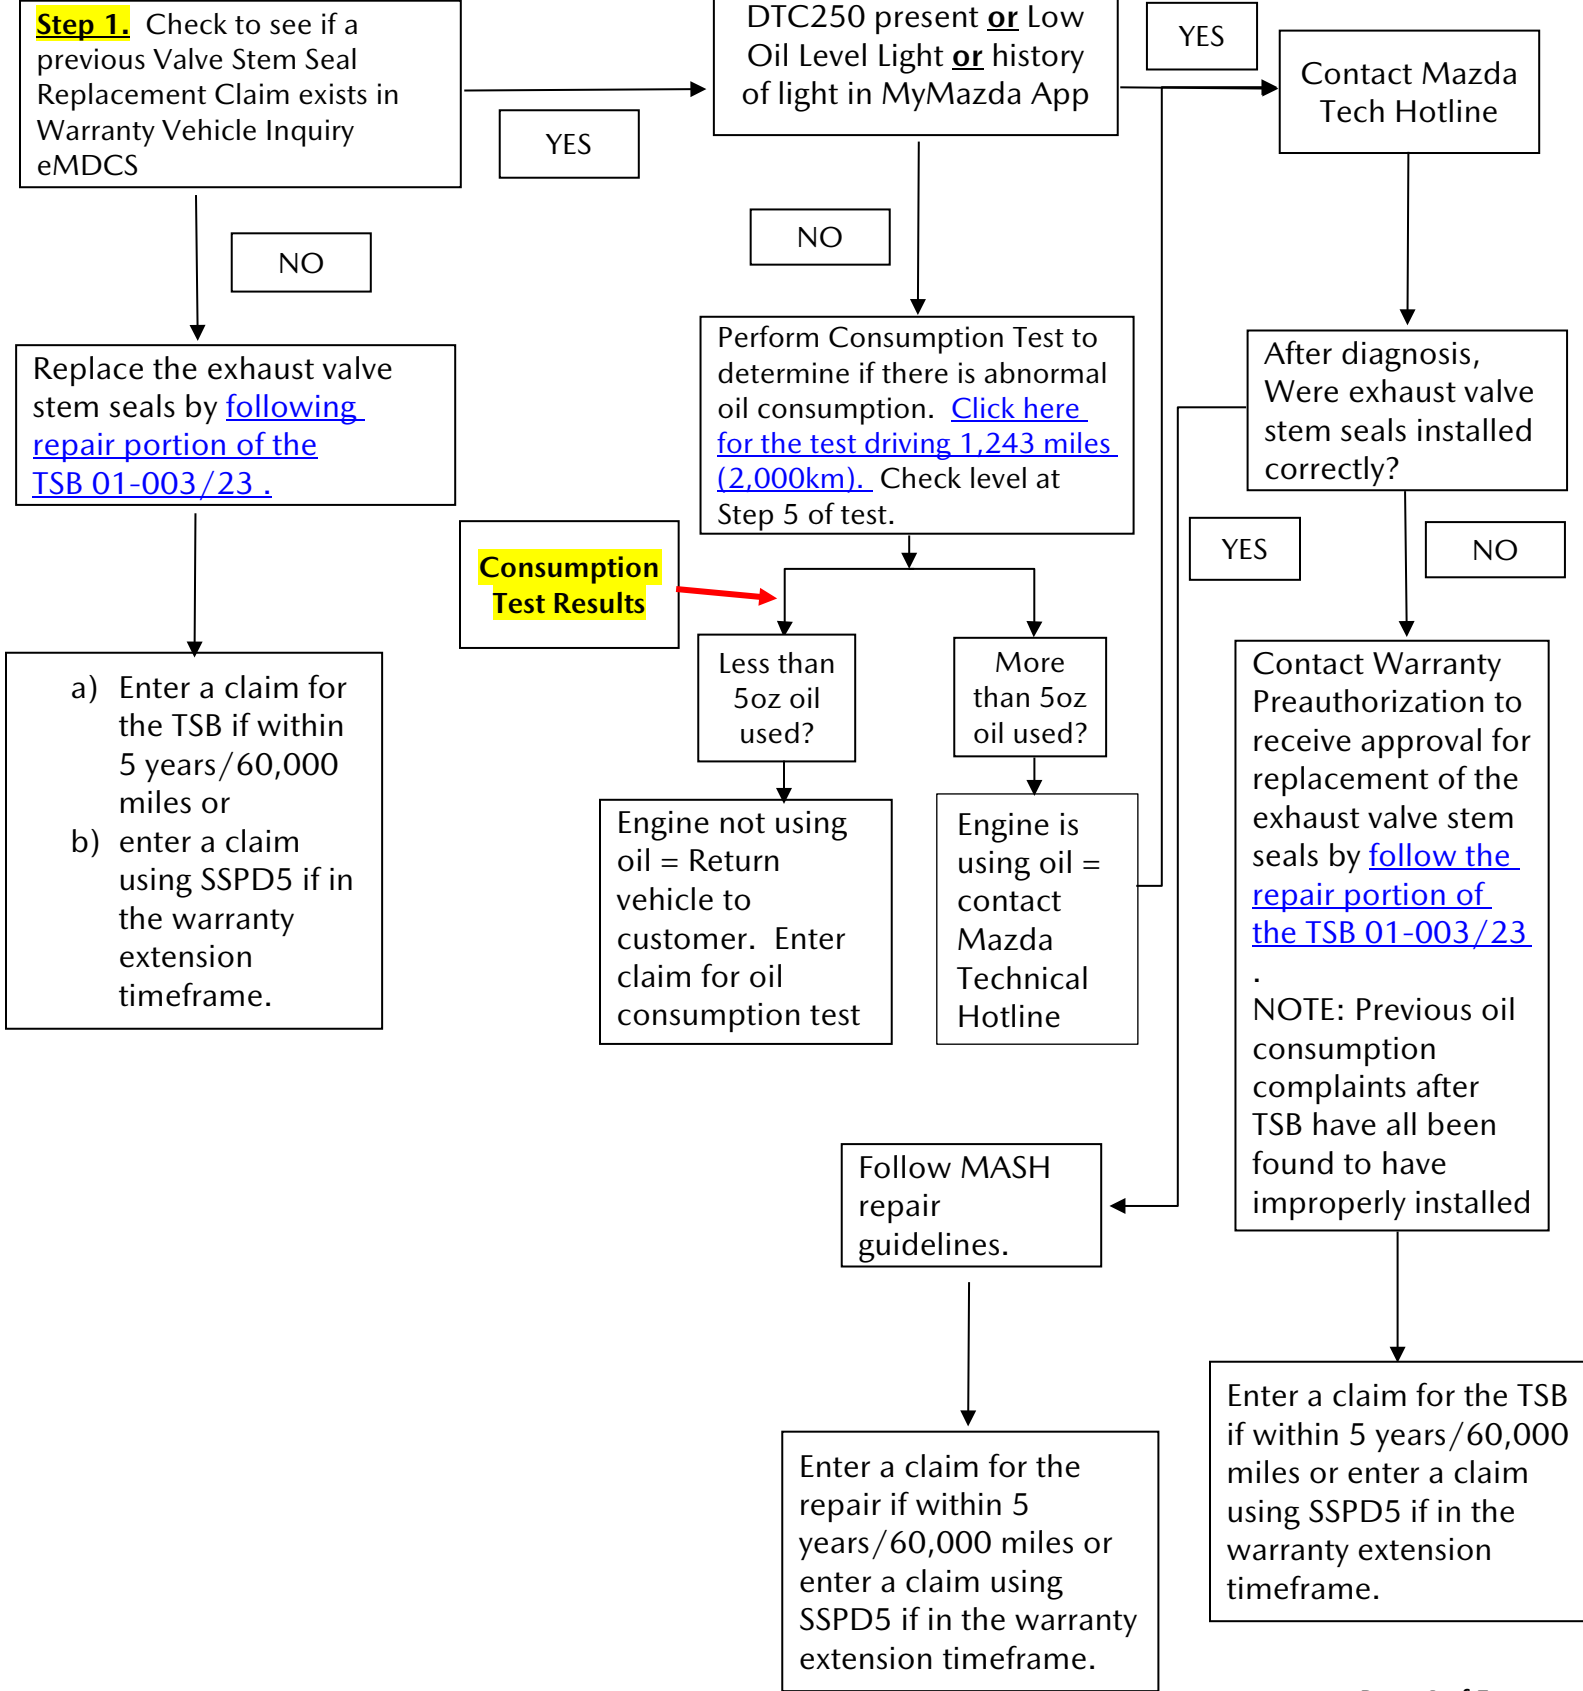 Step 1. Check to see if a
previous Valve Stem Seal
Replacement Claim exists in
Warranty Vehicle Inquiry
eMDCS
YES
DTC250 present or Low
Oil Level Light or history
of light in MyMazda App
YES
Contact Mazda
Tech Hotline
NO
NO
Replace the exhaust valve
stem seals by following
repair portion of the
TSB 01-003/23 .
Perform Consumption Test to
determine if there is abnormal
oil consumption. Click here
for the test driving 1,243 miles
(2,000km). Check level at
Step 5 of test.
After diagnosis,
Were exhaust valve
stem seals installed
correctly?
YES
NO
Consumption
Test Results
Less than
5oz oil
used?
More
than 5oz
oil used?
a) Enter a claim for
the TSB if within
5 years/60,000
miles or
b) enter a claim
using SSPD5 if in
the warranty
extension
timeframe.
Engine not using
oil = Return
vehicle to
customer. Enter
claim for oil
consumption test
Engine is
using oil =
contact
Mazda
Technical
Hotline
Contact Warranty
Preauthorization to
receive approval for
replacement of the
exhaust valve stem
seals by follow the
repair portion of
the TSB 01-003/23
.
NOTE: Previous oil
consumption
complaints after
TSB have all been
found to have
improperly installed
Follow MASH
repair
guidelines.
Enter a claim for the
repair if within 5
years/60,000 miles or
enter a claim using
SSPD5 if in the warranty
extension timeframe.
Enter a claim for the TSB
if within 5 years/60,000
miles or enter a claim
using SSPD5 if in the
warranty extension
timeframe.